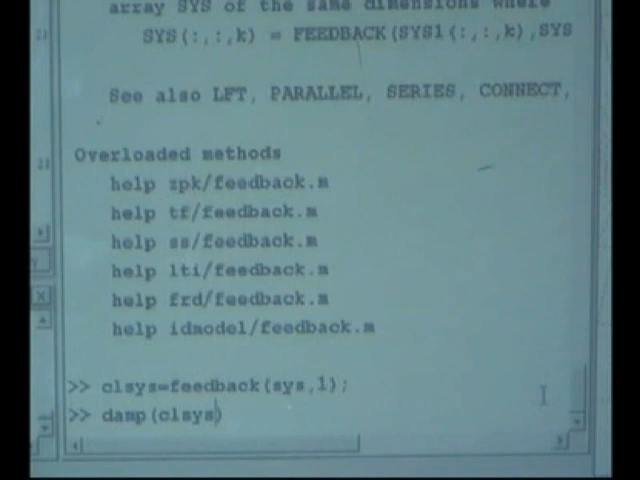 array SYS of the same dimensions where
SYS(:,:,k) = FEEDBACK(SYS1(:,:,k),SYS
See also LFT, PARALLEL, SERIES, CONNECT,
Overloaded methods
help zpk/feedback.m
help tf/feedback.m
help ss/feedback.m
help lti/feedback.m
help frd/feedback.m
help idmodel/feedback.m
>> clsys=feedback(sys,1);
>> damp(clsys)